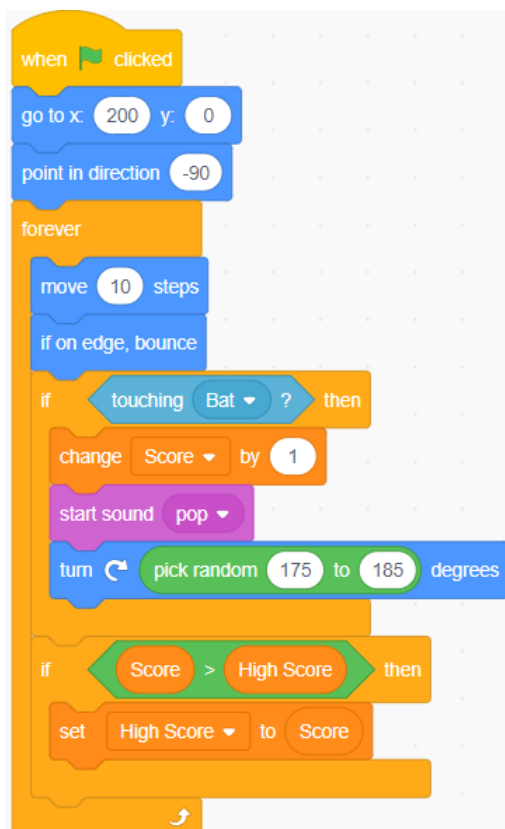 when clicked
go to x: 200 y: 0
point in direction -90
forever
move 10 steps
if on edge, bounce
if touching Bat ? then
change Score by 1
start sound pop
turn pick random 175 to 185 degrees
if Score > High Score then
set High Score to Score